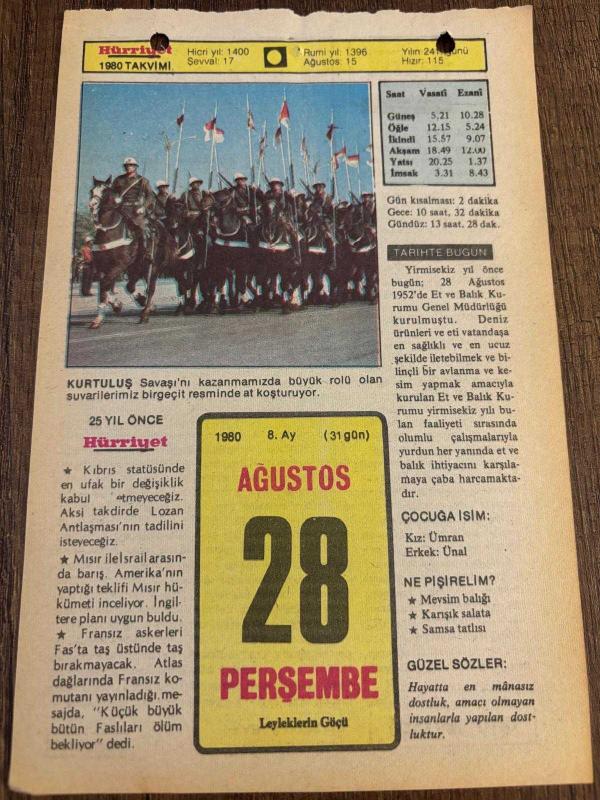 Hürriyet
1980 TAKVİMİ
Hicri yıl: 1400
Şevval: 17
Rumi yıl: 1396
Ağustos: 15
Yılın 241. günü
Hızır: 115
Saat Vasatî Ezanî
Güneş 5.21 10.28
Öğle 12.15 5.24
İkindi 15.57 9.07
Akşam 18.49 12.00
Yatsı 20.25 1.37
İmsak 3.31 8.43
Gün kısalması: 2 dakika
Gece: 10 saat, 32 dakika
Gündüz: 13 saat, 28 dak.
KURTULUŞ Savaşı'nı kazanmamızda büyük rolü olan
suvarilerimiz birgeçit resminde at koşturuyor.
TARİHTE BUGÜN
Yirmisekiz yıl önce
bugün; 28 Ağustos
1952'de Et ve Balık Ku-
rumu Genel Müdürlüğü
kurulmuştu. Deniz
ürünleri ve eti vatandaşa
en sağlıklı ve en ucuz
şekilde iletebilmek ve bi-
linçli bir avlanma ve ke-
sim yapmak amacıyla
kurulan Et ve Balık Ku-
rumu yirmisekiz yılı bu-
lan faaliyeti sırasında
olumlu çalışmalarıyla
yurdun her yanında et ve
balık ihtiyacını karşıla-
maya çaba harcamakta-
dır.
25 YIL ÖNCE
Hürriyet
★ Kıbrıs statüsünde
en ufak bir değişiklik
kabul etmeyeceğiz.
Aksi takdirde Lozan
Antlaşması'nın tadilini
isteyeceğiz.
★ Mısır ile İsrail arasın-
da barış. Amerika'nın
yaptığı teklifi Mısır hü-
kümeti inceliyor. İngil-
tere planı uygun buldu.
★ Fransız askerleri
Fas'ta taş üstünde taş
bırakmayacak. Atlas
dağlarında Fransız ko-
mutanı yayınladığı me-
sajda, "Küçük büyük
bütün Faslıları ölüm
bekliyor" dedi.
1980 8. Ay (31 gün)
AĞUSTOS
28
PERŞEMBE
Leyleklerin Göçü
ÇOCUĞA İSİM:
Kız: Ümran
Erkek: Ünal
NE PİŞİRELİM?
★ Mevsim balığı
★ Karışık salata
★ Samsa tatlısı
GÜZEL SÖZLER:
Hayatta en mânasız
dostluk, amacı olmayan
insanlarla yapılan dost-
luktur.